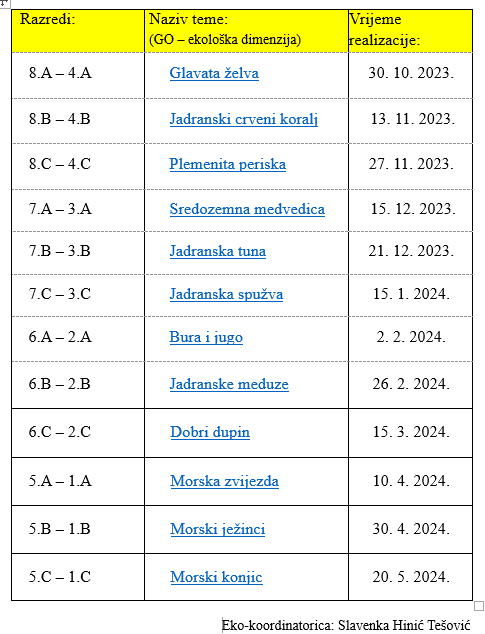 Razredi: Naziv teme: Vrijeme
(GO – ekološka dimenzija) realizacije:
8.A – 4.A Glavata želva 30. 10. 2023.
8.B – 4.B Jadranski crveni koralj 13. 11. 2023.
8.C – 4.C Plemenita periska 27. 11. 2023.
7.A – 3.A Sredozemna medvedica 15. 12. 2023.
7.B – 3.B Jadranska tuna 21. 12. 2023.
7.C – 3.C Jadranska spužva 15. 1. 2024.
6.A – 2.A Bura i jugo 2. 2. 2024.
6.B – 2.B Jadranske meduze 26. 2. 2024.
6.C – 2.C Dobri dupin 15. 3. 2024.
5.A – 1.A Morska zvijezda 10. 4. 2024.
5.B – 1.B Morski ježinci 30. 4. 2024.
5.C – 1.C Morski konjic 20. 5. 2024.
Eko-koordinatorica: Slavenka Hinić Tešović